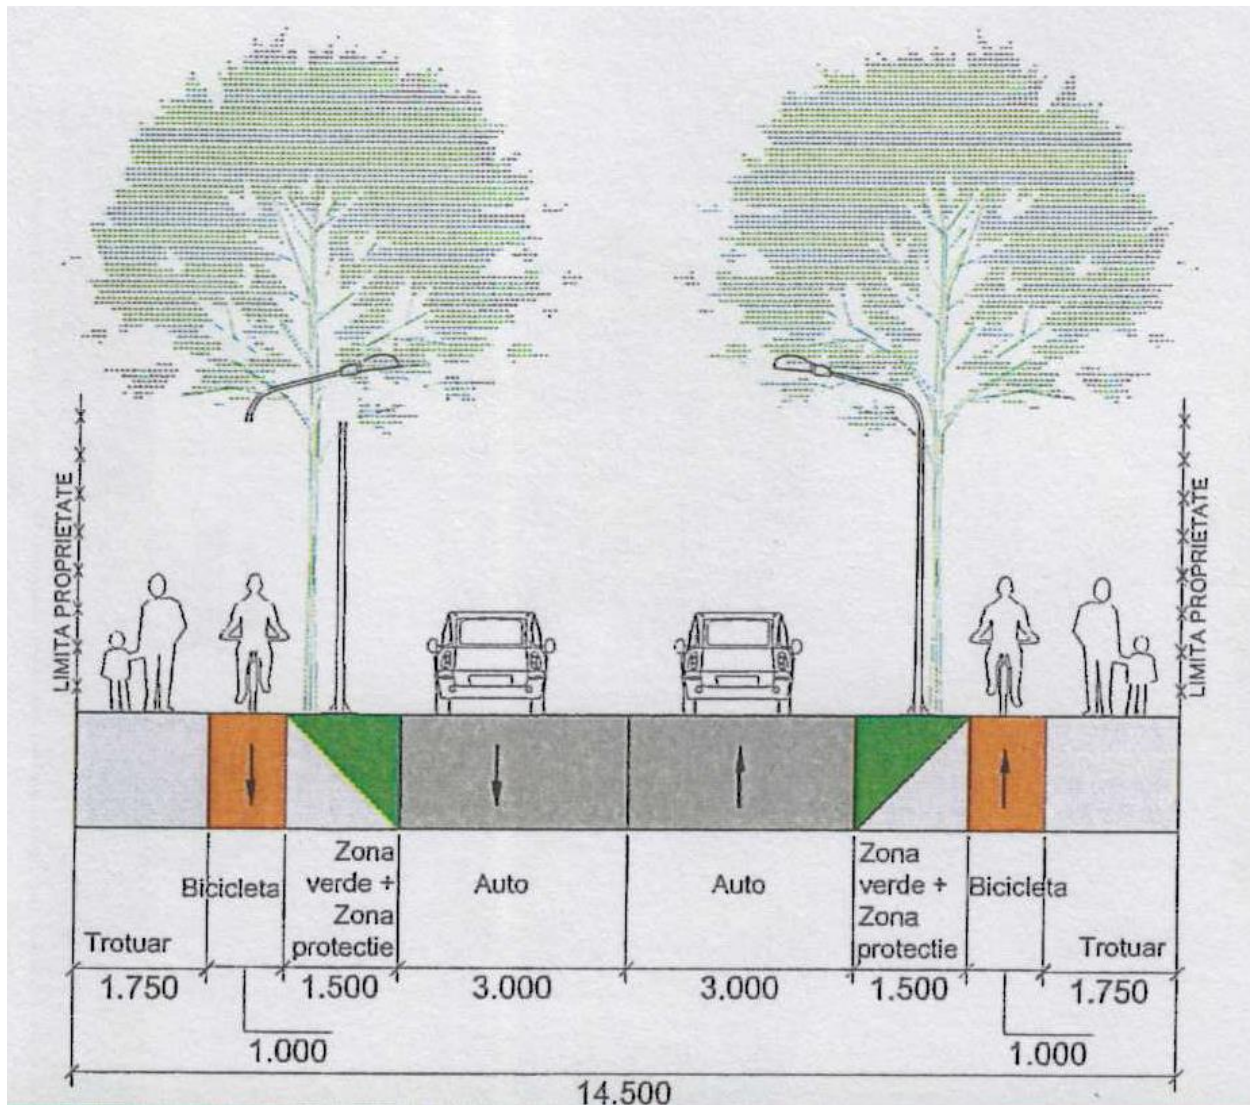 LIMITA PROPRIETATE
LIMITA PROPRIETATE
Trotuar
Bicicleta
Zona
verde +
Zona
protectie
Auto
Auto
Zona
verde +
Zona
protectie
Bicicleta
Trotuar
1.750
1.500
3.000
3.000
1.500
1.750
1.000
1.000
14.500